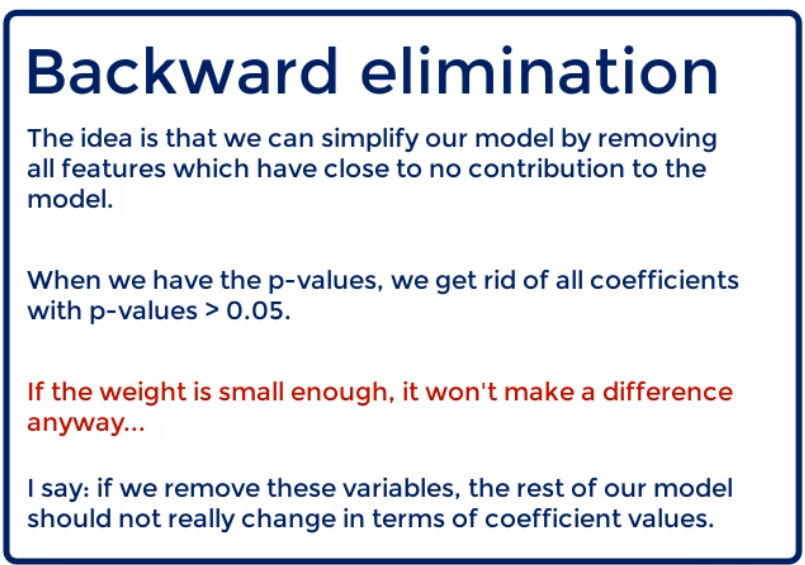 Backward elimination
The idea is that we can simplify our model by removing
all features which have close to no contribution to the
model.
When we have the p-values, we get rid of all coefficients
with p-values > 0.05.
If the weight is small enough, it won't make a difference
anyway...
I say: if we remove these variables, the rest of our model
should not really change in terms of coefficient values.